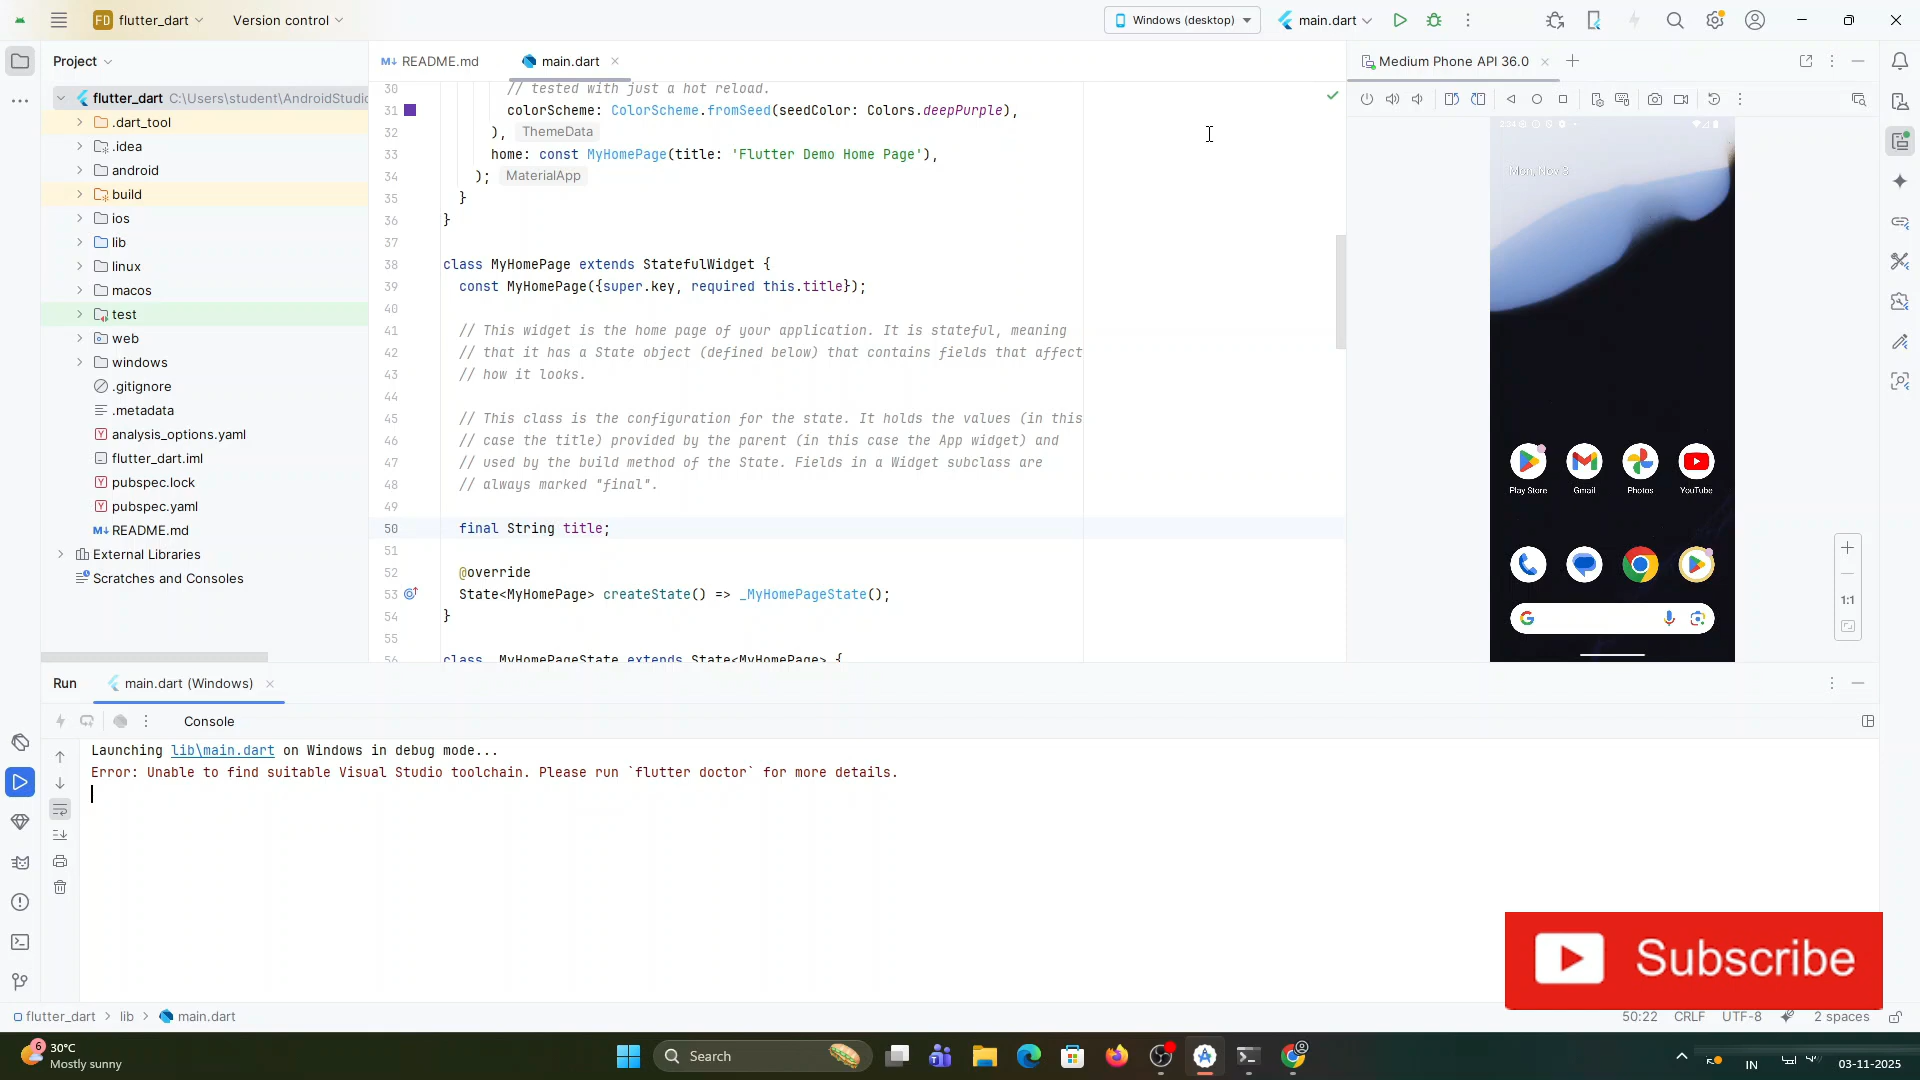 FD flutter_dart
Version control
Windows (desktop)
main.dart
Project
README.md
main.dart
Medium Phone API 36.0
flutter_dart C:\Users\student\AndroidStudio
.dart_tool
.idea
android
build
ios
lib
linux
macos
test
web
windows
.gitignore
.metadata
analysis_options.yaml
flutter_dart.iml
pubspec.lock
pubspec.yaml
README.md
External Libraries
Scratches and Consoles
30 // tested with just a hot reload.
31 colorScheme: ColorScheme.fromSeed(seedColor: Colors.deepPurple),
32 ), ThemeData
33 home: const MyHomePage(title: 'Flutter Demo Home Page'),
34 ); MaterialApp
35 }
36 }
37
38 class MyHomePage extends StatefulWidget {
39 const MyHomePage({super.key, required this.title});
40
41 // This widget is the home page of your application. It is stateful, meaning
42 // that it has a State object (defined below) that contains fields that affect
43 // how it looks.
44
45 // This class is the configuration for the state. It holds the values (in this
46 // case the title) provided by the parent (in this case the App widget) and
47 // used by the build method of the State. Fields in a Widget subclass are
48 // always marked "final".
49
50 final String title;
51
52 @override
53 State<MyHomePage> createState() => _MyHomePageState();
54 }
55
56 class _MyHomePageState extends State<MyHomePage> {
2:34
Mon, Nov 3
Play Store Gmail Photos YouTube
1:1
Run
main.dart (Windows)
Console
Launching lib\main.dart on Windows in debug mode...
Error: Unable to find suitable Visual Studio toolchain. Please run `flutter doctor` for more details.
Subscribe
flutter_dart > lib > main.dart
50:22 CRLF UTF-8 2 spaces
6
30°C
Mostly sunny
Search
IN
03-11-2025